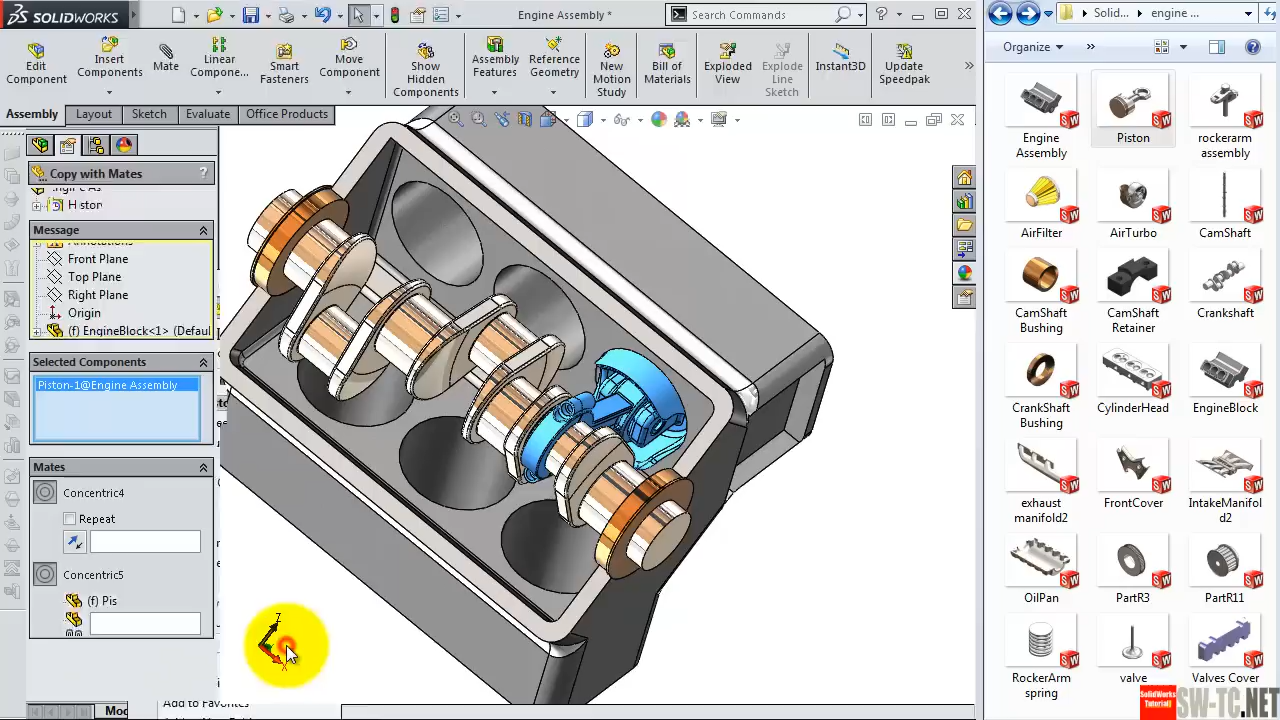 SOLIDWORKS
Engine Assembly *
Search Commands
Solid...
engine ...
Organize
Edit Component
Insert Components
Mate
Linear Compone...
Smart Fasteners
Move Component
Show Hidden Components
Assembly Features
Reference Geometry
New Motion Study
Bill of Materials
Exploded View
Explode Line Sketch
Instant3D
Update Speedpak
Assembly
Layout
Sketch
Evaluate
Office Products
Copy with Mates
?
Message
Front Plane
Top Plane
Right Plane
Origin
(f) EngineBlock<1> (Defaul
Selected Components
Piston-1@Engine Assembly
Mates
Concentric4
Repeat
Concentric5
(f) Pis
Z
X
Add to Favorites
Moc
Engine Assembly
Piston
rockerarm assembly
AirFilter
AirTurbo
CamShaft
CamShaft Bushing
CamShaft Retainer
Crankshaft
CrankShaft Bushing
CylinderHead
EngineBlock
exhaust manifold2
FrontCover
IntakeManifol d2
OilPan
PartR3
PartR11
RockerArm spring
valve
Valves Cover
SolidWorks Tutorial
SW-TC.NET